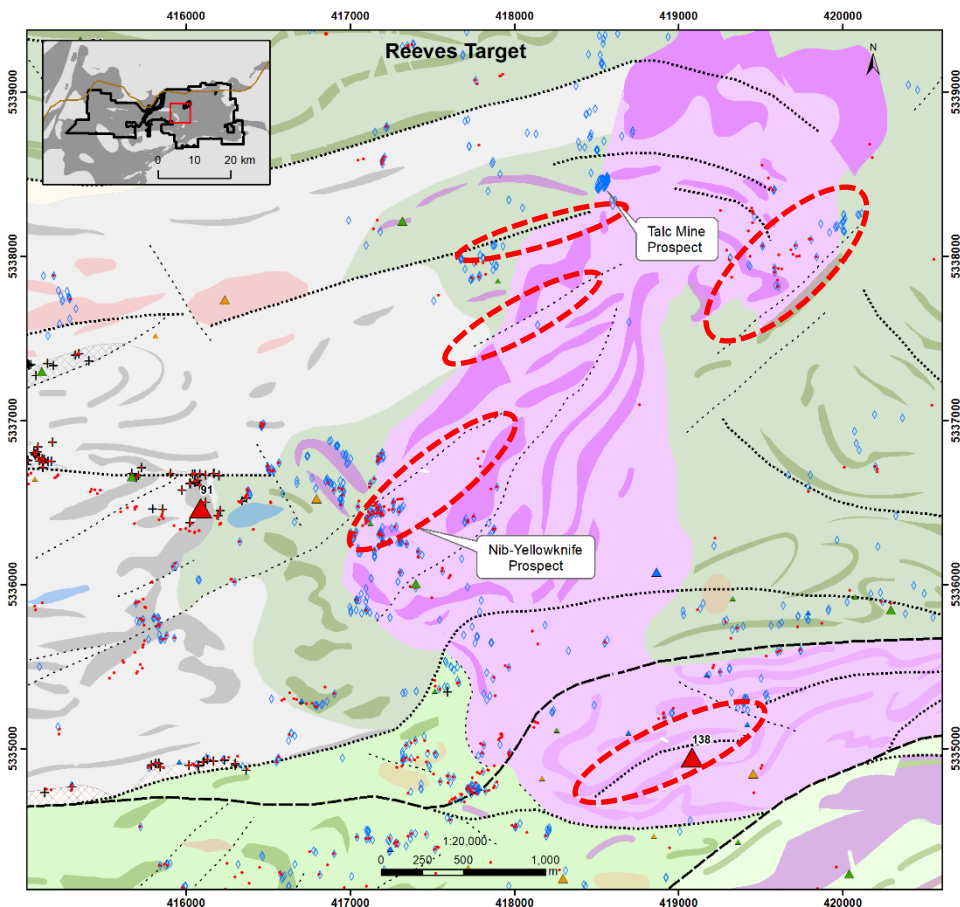 416000 417000 418000 419000 420000
Reeves Target
N
0 10 20 km
5339000
5339000
Talc Mine
Prospect
5338000
5338000
5337000
5337000
91
Nib-Yellowknife
Prospect
5336000
5336000
138
5335000
5335000
1:20,000
0 250 500 1,000
m
416000 417000 418000 419000 420000